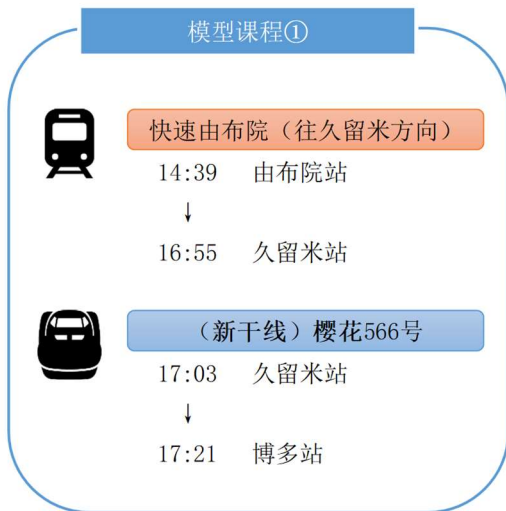 模型课程①
快速由布院（往久留米方向）
14:39 由布院站
↓
16:55 久留米站
（新干线）樱花566号
17:03 久留米站
↓
17:21 博多站